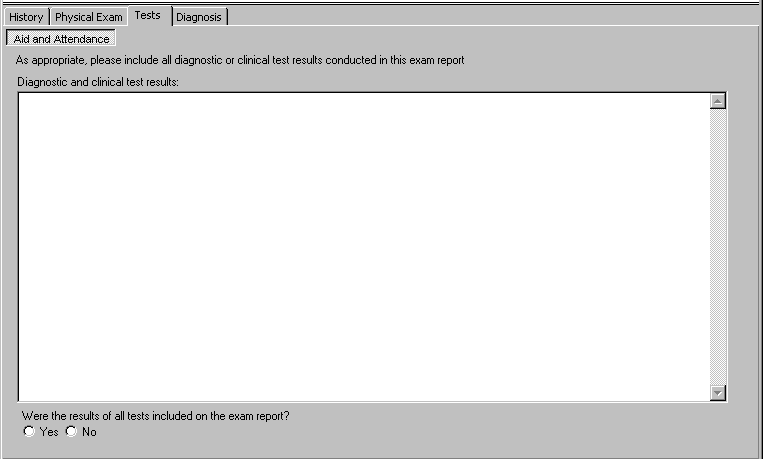 History Physical Exam Tests Diagnosis
Aid and Attendance
As appropriate, please include all diagnostic or clinical test results conducted in this exam report
Diagnostic and clinical test results:
Were the results of all tests included on the exam report?
Yes No